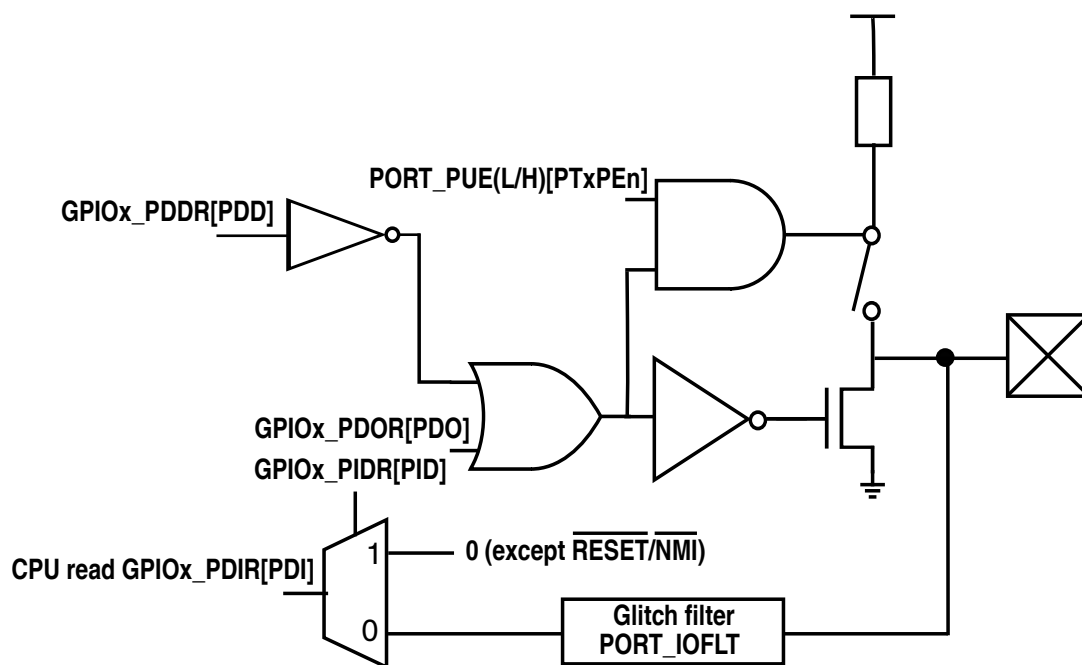 PORT_PUE(L/H)[PTxPEn]
GPIOx_PDDR[PDD]
GPIOx_PDOR[PDO]
GPIOx_PIDR[PID]
1
0 (except RESET/NMI)
CPU read GPIOx_PDIR[PDI]
0
Glitch filter
PORT_IOFLT